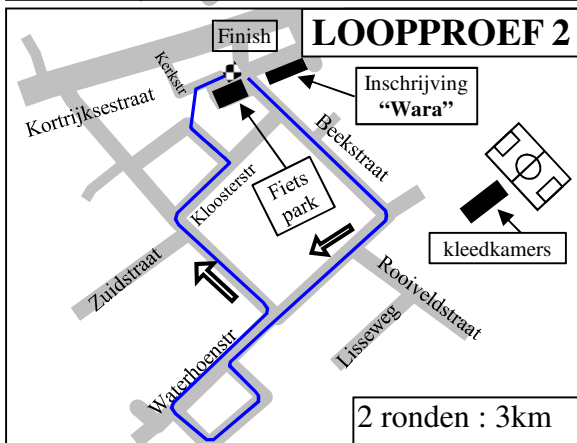 LOOPPROEF 2
Finish
Kerkstr
Inschrijving
“Wara”
Kortrijksestraat
Beekstraat
Kloosterstr
Fiets
park
kleedkamers
Zuidstraat
Rooiveldstraat
Lisseweg
Waterhoenstr
2 ronden : 3km